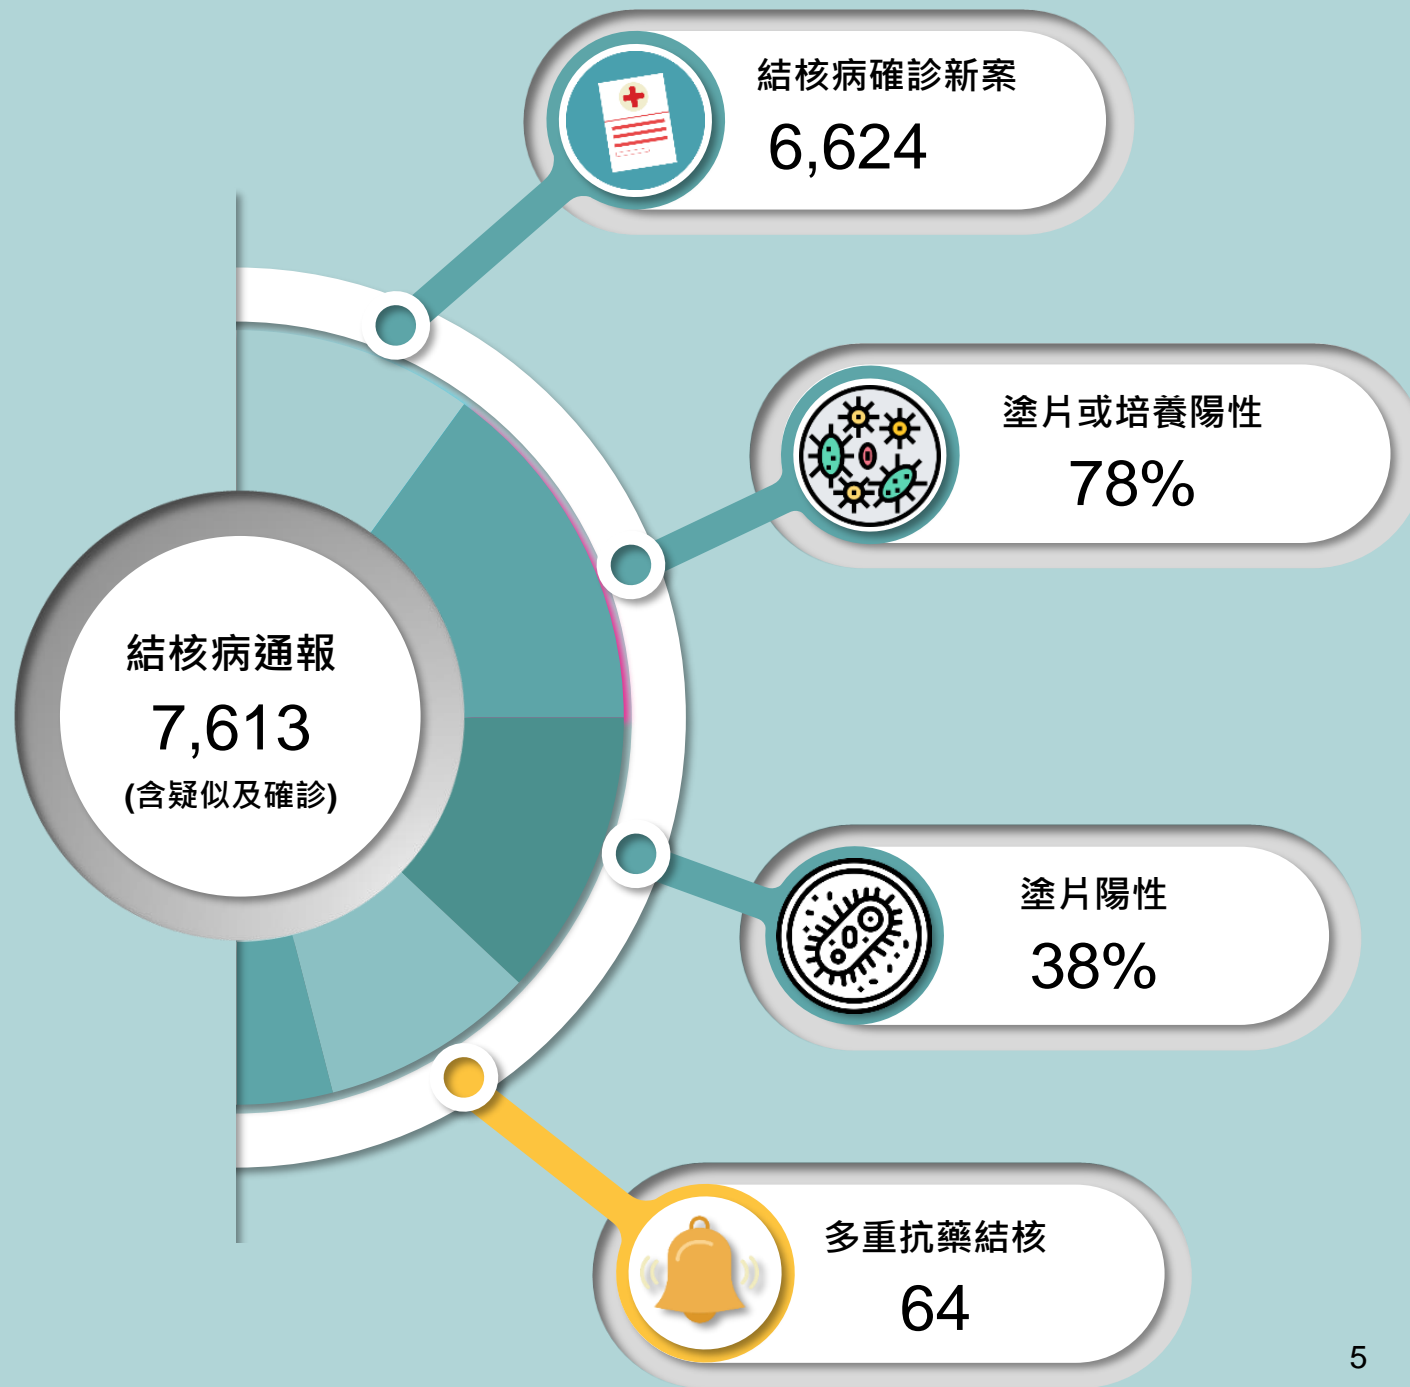 結核病確診新案
6,624
塗片或培養陽性
78%
結核病通報
7,613
(含疑似及確診)
塗片陽性
38%
多重抗藥結核
64
5